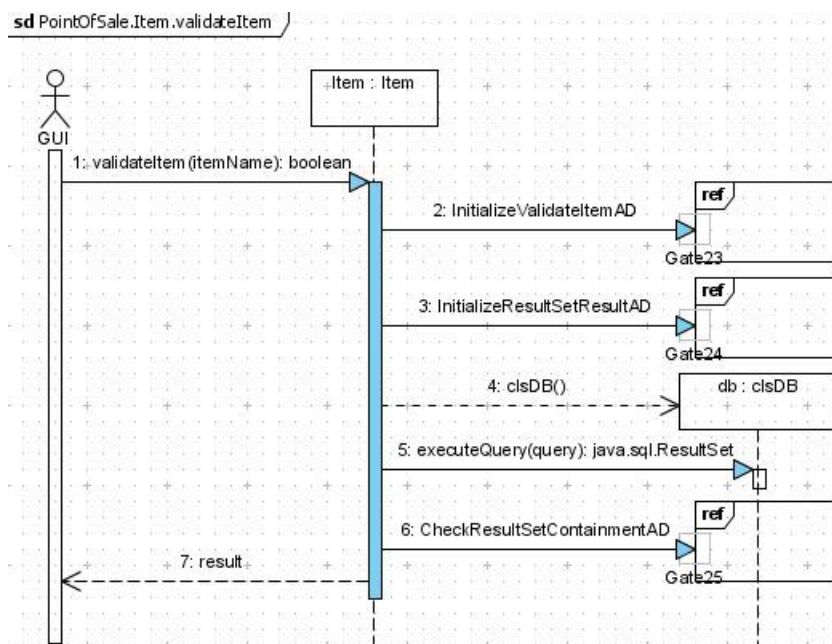 sd PointOfSale.Item.validateItem
Item : Item
GUI
1: validateItem(itemName): boolean
ref
2: InitializeValidateItemAD
Gate23
ref
3: InitializeResultSetResultAD
Gate24
4: clsDB()
db : clsDB
5: executeQuery(query): java.sql.ResultSet
ref
6: CheckResultSetContainmentAD
7: result
Gate25